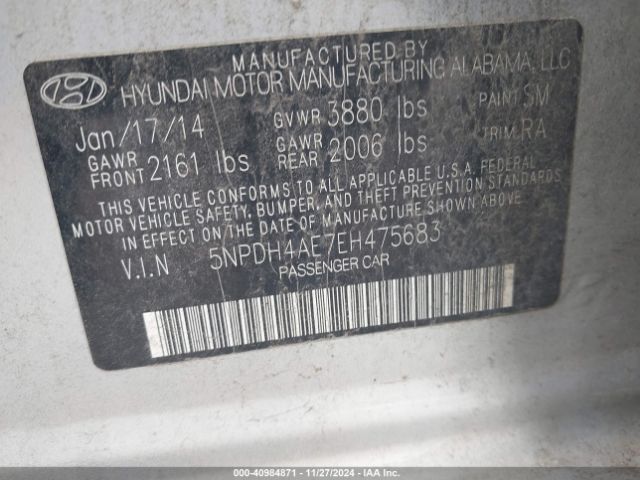 MANUFACTURED BY
HYUNDAI MOTOR MANUFACTURING ALABAMA, LLC
Jan/17/14 GVWR 3880 lbs PAINT SM
GAWR FRONT 2161 lbs GAWR REAR 2006 lbs TRIM RA
THIS VEHICLE CONFORMS TO ALL APPLICABLE U.S.A. FEDERAL
MOTOR VEHICLE SAFETY, BUMPER, AND THEFT PREVENTION STANDARDS
IN EFFECT ON THE DATE OF MANUFACTURE SHOWN ABOVE
V.I.N 5NPDH4AE7EH475683
PASSENGER CAR
000-40984871 - 11/27/2024 - IAA Inc.